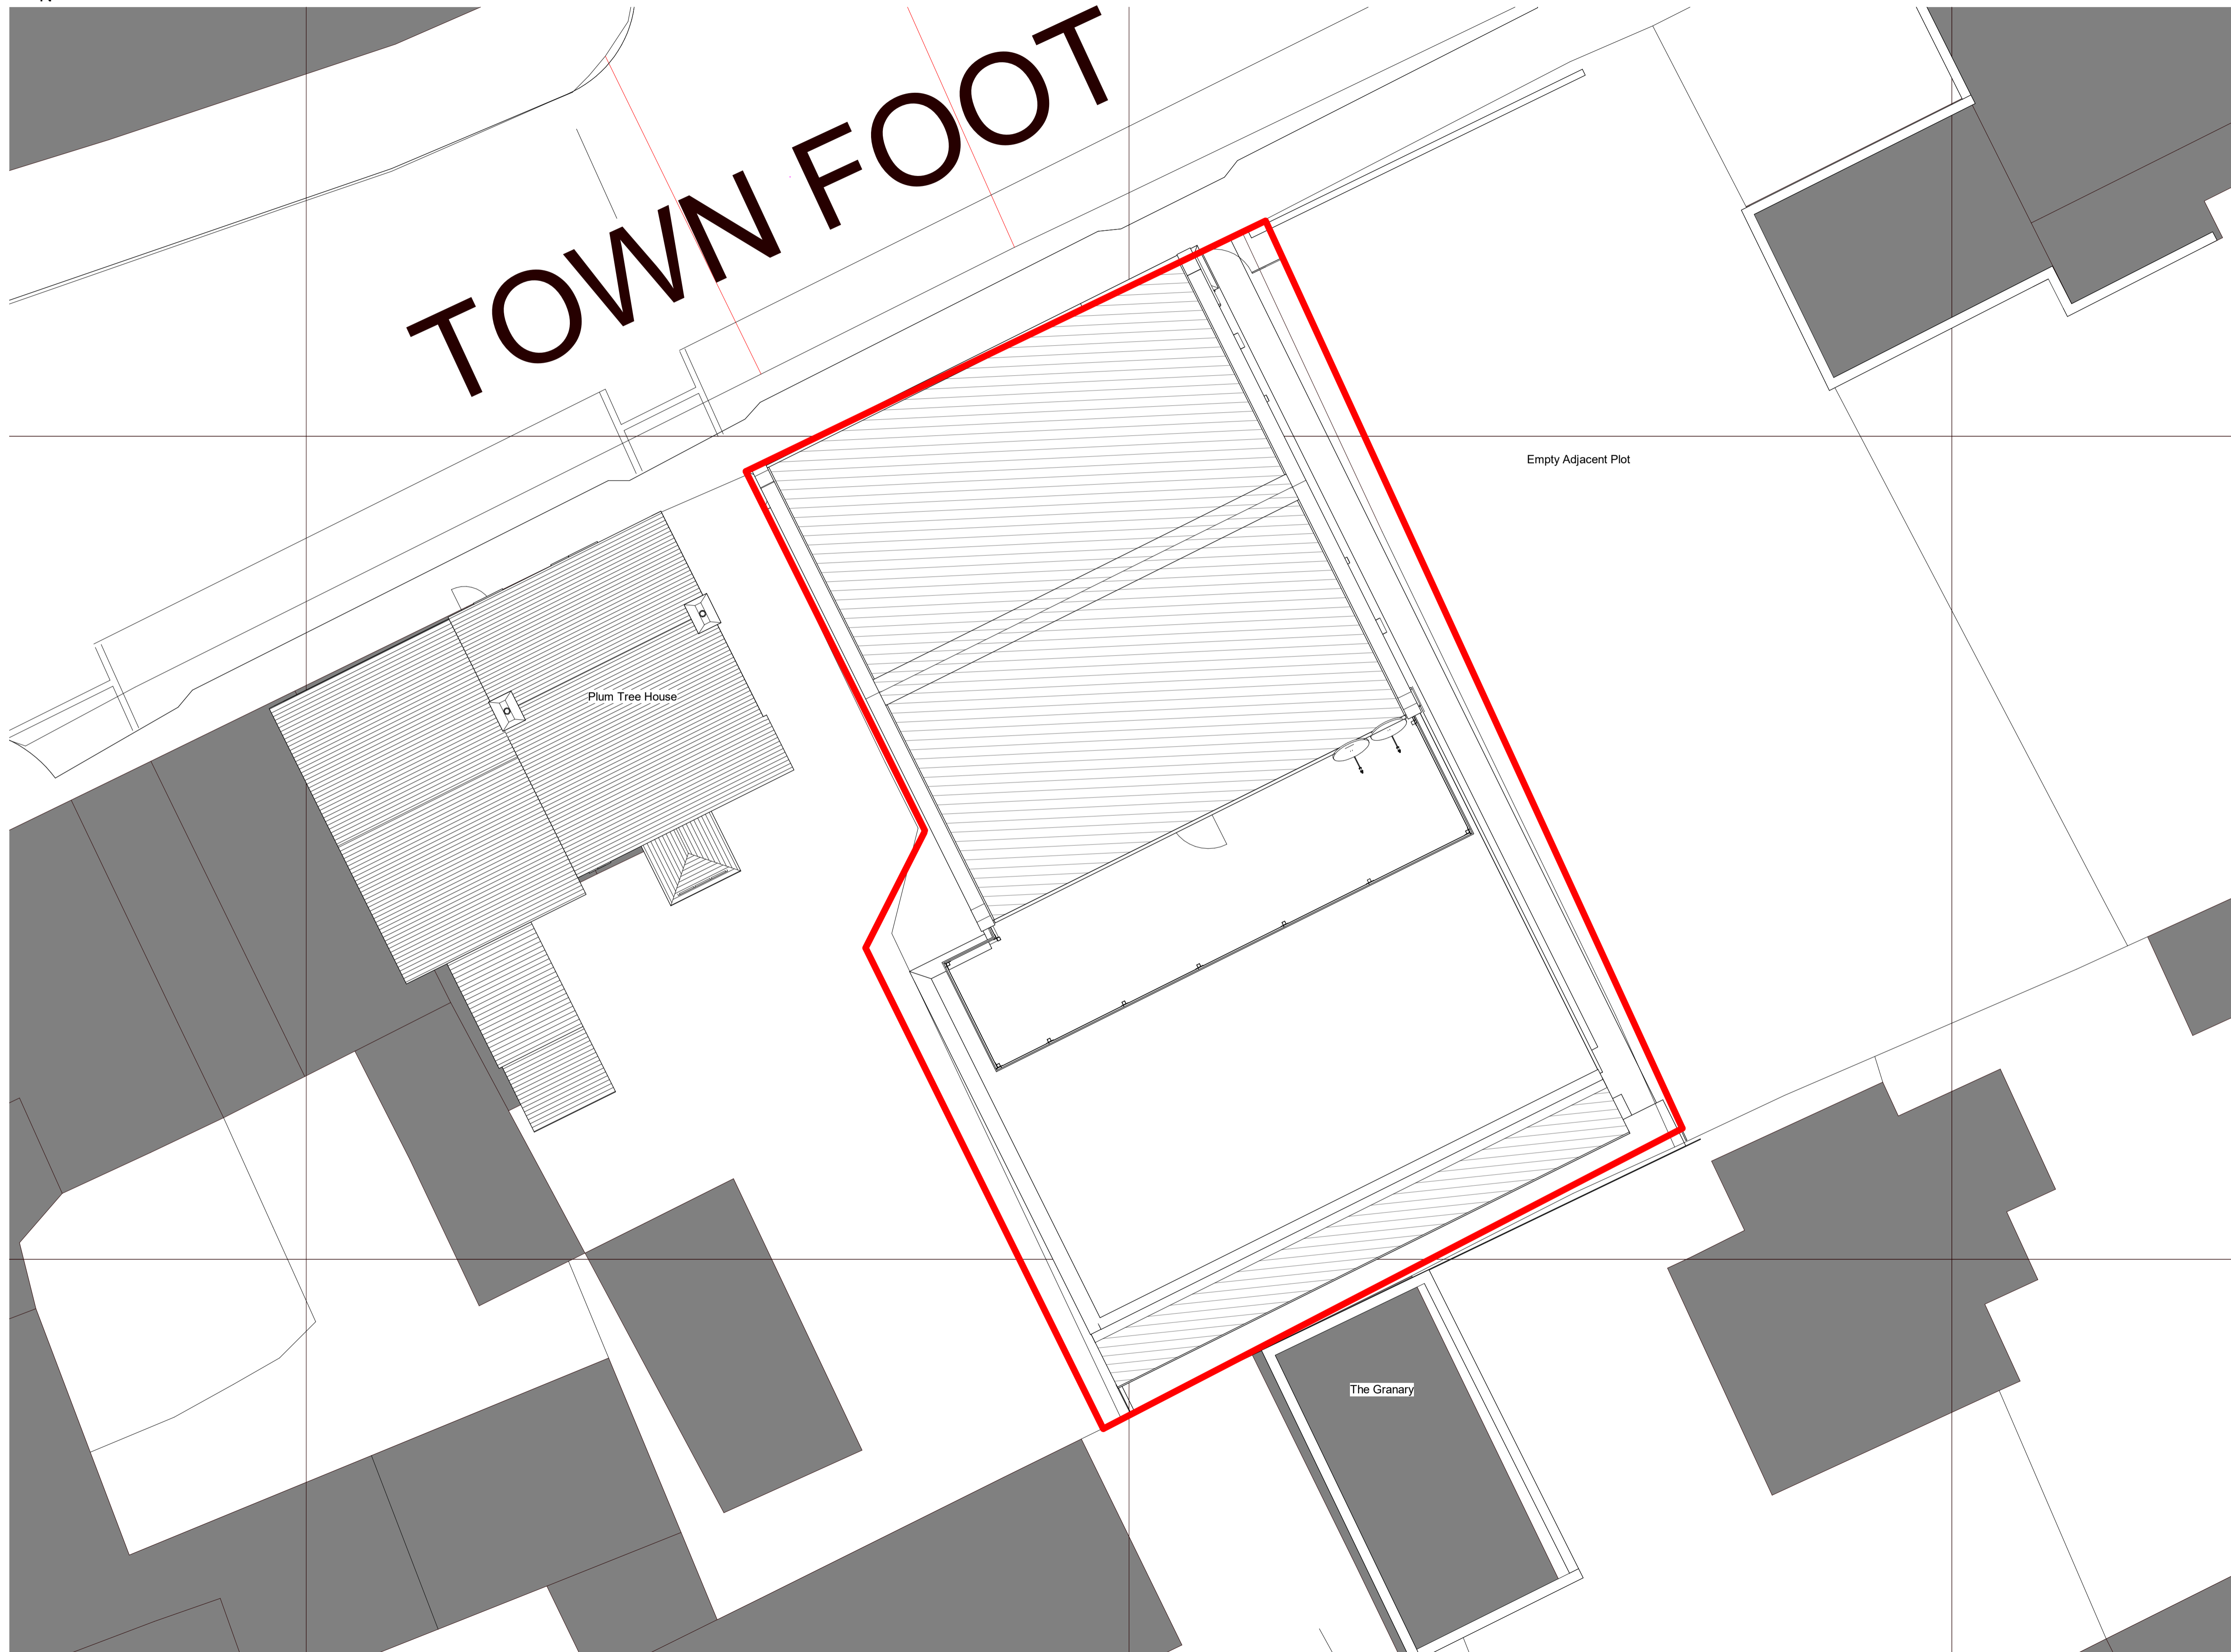 TOWN FOOT
Empty Adjacent Plot
Plum Tree House
The Granary